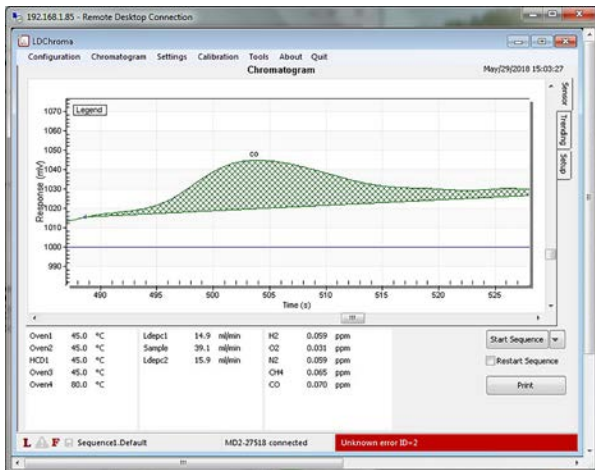 192.168.1.85 - Remote Desktop Connection
LDChroma
Configuration Chromatogram Settings Calibration Tools About Quit
Chromatogram May/29/2018 15:03:27
Legend
CO
1070
1060
1050
1040
1030
1020
1010
1000
990
Response (mV)
490 495 500 505 510 515 520 525
Time (s)
Sensor
Trending
Setup
Oven1 45.0 °C Ldepc1 14.9 ml/min H2 0.059 ppm
Oven2 45.0 °C Sample 39.1 ml/min O2 0.031 ppm
HCD1 45.0 °C Ldepc2 15.9 ml/min N2 0.059 ppm
Oven3 45.0 °C CH4 0.065 ppm
Oven4 80.0 °C CO 0.070 ppm
Start Sequence
Restart Sequence
Print
L F Sequence1.Default MD2-27518 connected Unknown error ID=2